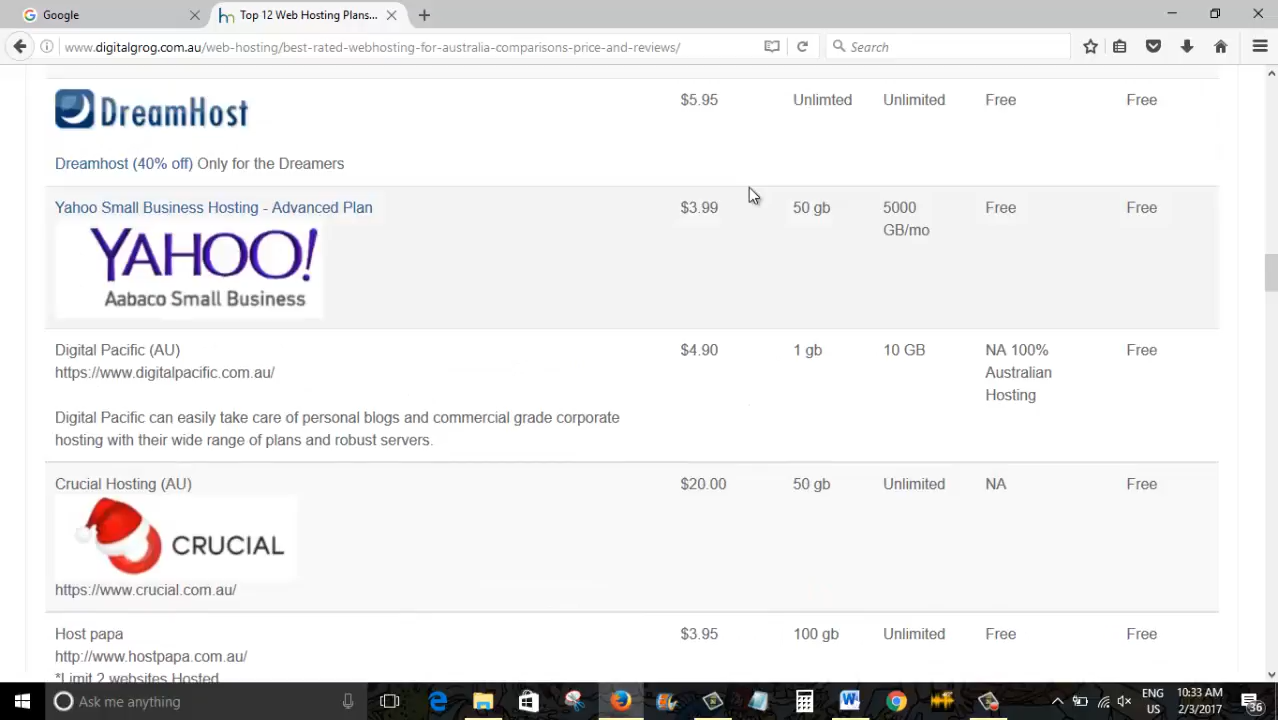 Google
Top 12 Web Hosting Plans...
www.digitalgrog.com.au/web-hosting/best-rated-webhosting-for-australia-comparisons-price-and-reviews/
Search
DreamHost
$5.95 Unlimted Unlimited Free Free
Dreamhost (40% off) Only for the Dreamers
Yahoo Small Business Hosting - Advanced Plan $3.99 50 gb 5000 Free Free
GB/mo
YAHOO!
Aabaco Small Business
Digital Pacific (AU) $4.90 1 gb 10 GB NA 100% Free
https://www.digitalpacific.com.au/ Australian
Hosting
Digital Pacific can easily take care of personal blogs and commercial grade corporate
hosting with their wide range of plans and robust servers.
Crucial Hosting (AU) $20.00 50 gb Unlimited NA Free
CRUCIAL
https://www.crucial.com.au/
Host papa $3.95 100 gb Unlimited Free Free
http://www.hostpapa.com.au/
*Limit 2 websites Hosted
Ask me anything
ENG 10:33 AM
US 2/3/2017
36